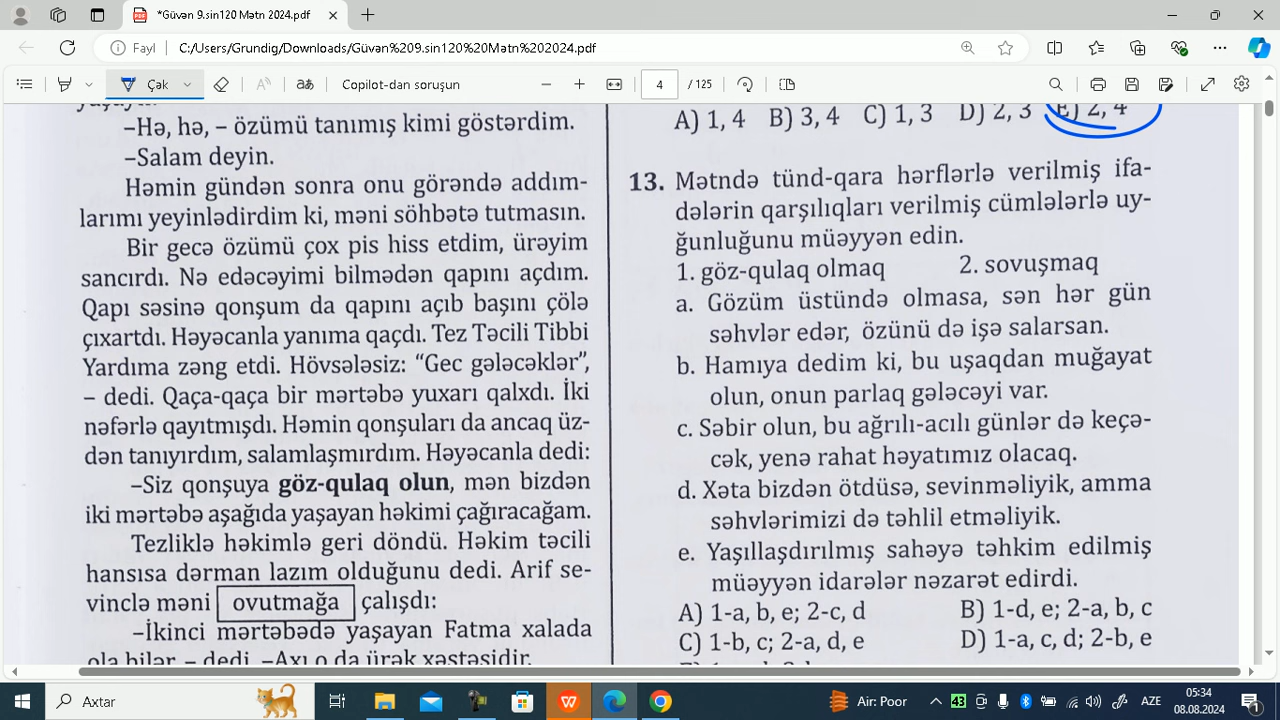 *Güvən 9.sin120 Mətn 2024.pdf
Fayl C:/Users/Grundig/Downloads/Güvən%209.sin120%20Mətn%202024.pdf
Çak Copilot-dan soruşun 4 / 125
–Hə, hə, – özümü tanımış kimi göstərdim.
–Salam deyin.
Həmin gündən sonra onu görəndə addım-
larımı yeyinlədirdim ki, məni söhbətə tutmasın.
Bir gecə özümü çox pis hiss etdim, ürəyim
sancırdı. Nə edəcəyimi bilmədən qapını açdım.
Qapı səsinə qonşum da qapını açıb başını çölə
çıxartdı. Həyəcanla yanıma qaçdı. Tez Təcili Tibbi
Yardıma zəng etdi. Hövsələsiz: “Gec gələcəklər”,
– dedi. Qaça-qaça bir mərtəbə yuxarı qalxdı. İki
nəfərlə qayıtmışdı. Həmin qonşuları da ancaq üz-
dən tanıyırdım, salamlaşmırdım. Həyəcanla dedi:
–Siz qonşuya göz-qulaq olun, mən bizdən
iki mərtəbə aşağıda yaşayan həkimi çağıracağam.
Tezliklə həkimlə geri döndü. Həkim təcili
hansısa dərman lazım olduğunu dedi. Arif se-
vinclə məni ovutmağa çalışdı:
–İkinci mərtəbədə yaşayan Fatma xalada
ola bilər, – dedi. –Axı o da ürək xəstəsidir.
A) 1, 4 B) 3, 4 C) 1, 3 D) 2, 3 E) 2, 4
13. Mətndə tünd-qara hərflərlə verilmiş ifa-
dələrin qarşılıqları verilmiş cümlələrlə uy-
ğunluğunu müəyyən edin.
1. göz-qulaq olmaq 2. sovuşmaq
a. Gözüm üstündə olmasa, sən hər gün
səhvlər edər, özünü də işə salarsan.
b. Hamıya dedim ki, bu uşaqdan muğayat
olun, onun parlaq gələcəyi var.
c. Səbir olun, bu ağrılı-acılı günlər də keçə-
cək, yenə rahat həyatımız olacaq.
d. Xəta bizdən ötdüsə, sevinməliyik, amma
səhvlərimizi də təhlil etməliyik.
e. Yaşıllaşdırılmış sahəyə təhkim edilmiş
müəyyən idarələr nəzarət edirdi.
A) 1-a, b, e; 2-c, d B) 1-d, e; 2-a, b, c
C) 1-b, c; 2-a, d, e D) 1-a, c, d; 2-b, e
Axtar Air: Poor 43 AZE 05:34
08.08.2024